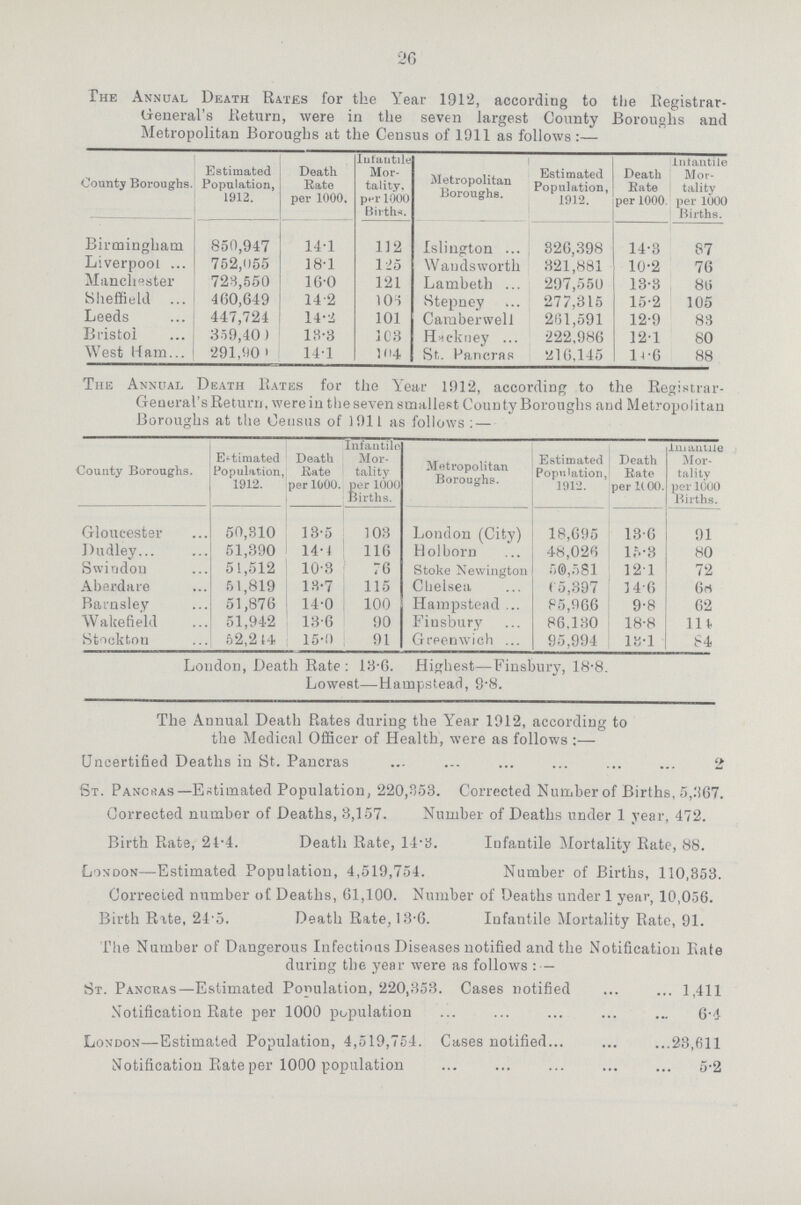 26
The Annual Death Rates for the Year 1912, according to the Registrar-
General's Return, were in the seven largest County Boroughs and
Metropolitan Boroughs at the Census of 1911 as follows :—
County Boroughs. Estimated Population, 1912. Death Rate per 1000. Infantile Mortality, per 1000 Births. Metropolitan Boroughs. Estimated Population, 1912. Death Rate per 1000. Infantile Mortality per 1000 Births.
Birmingham 850,947 14·1 112 Islington ... 326,398 14·3 87
Liverpool ... 752,055 18·1 125 Wandsworth 321,881 10·2 76
Manchester 723,550 16·0 121 Lambeth ... 297,550 13·3 86
Sheffield ... 460,649 14·2 108 Stepney ... 277,315 15·2 105
Leeds ... 447,724 14·2 101 Camberwell 261,591 12·9 83
Bristol ... 359,40 13·3 103 Hackney ... 222,986 12·1 80
West Ham... 291,90 14·1 104 St. Pancras 216,145 ·6 88
The Annual Death Rates for the Year 1912, according to the Registrar-
General's Return, were in the seven smallest County Boroughs and Metropolitan
Boroughs at the Census of 1911 as follows :—
County Boroughs. Estimated Population, 1912. Death Rate per 1000. Infantile Mortality per 1000 Births. Metropolitan Boroughs. Estimated Population, 1912. Death Rate per 1000. Infantile Mortality per 1000 Births.
Gloucester ... 50,310 13·5 103 London (City) 18,695 13·6 91
Dudley... ... 51,390 14·4 116 Holborn ... 48,026 15·3 80
Swindon ... 51,512 10·3 76 Stoke Newington 50,581 12·1 72
Aberdare ... 51,819 13·7 115 Chelsea ... 65,397 14·6 68
Barnsley ... 51,876 14·0 100 Hampstead ... 85,966 9·8 62
Wakefield ... 51,942 13·6 90 Finsbury ... 86,130 18·8 114
Stockton ... 52,244 15·0 91 Greenwich ... 95,994 13·1 84
London, Death Rate: 13·6. Highest—Finsbury, 18·8.
Lowest—Hampstead, 9·8.
The Annual Death Rates during the Year 1912, according to
the Medical Officer of Health, were as follows :—
Uncertified Deaths in St. Pancras ... ... ... ... ... ... 2
St. Pancras—Estimated Population, 220,353. Corrected Number of Births, 5,367.
Corrected number of Deaths, 3,157. Number of Deaths under 1 year, 472.
Birth Rate, 24·4. Death Rate, 14·3. Infantile Mortality Rate, 88.
London—Estimated Population, 4,519,754. Number of Births, 110,353.
Corrected number of Deaths, 61,100. Number of Deaths under 1 year, 10,056.
Birth Rate, 24·5. Death Rate, 13·6. Infantile Mortality Rate, 91.
The Number of Dangerous Infectious Diseases notified and the Notification Rate
during the year were as follows :—
St. Pancras—Estimated Population, 220,353. Cases notified ... ... 1,411
Notification Rate per 1000 population ... ... ... ... ... 6·4
London—Estimated Population, 4,519,754. Cases notified... ... ...23,611
Notification Rate per 1000 population ... ... ... ... ... 5·2